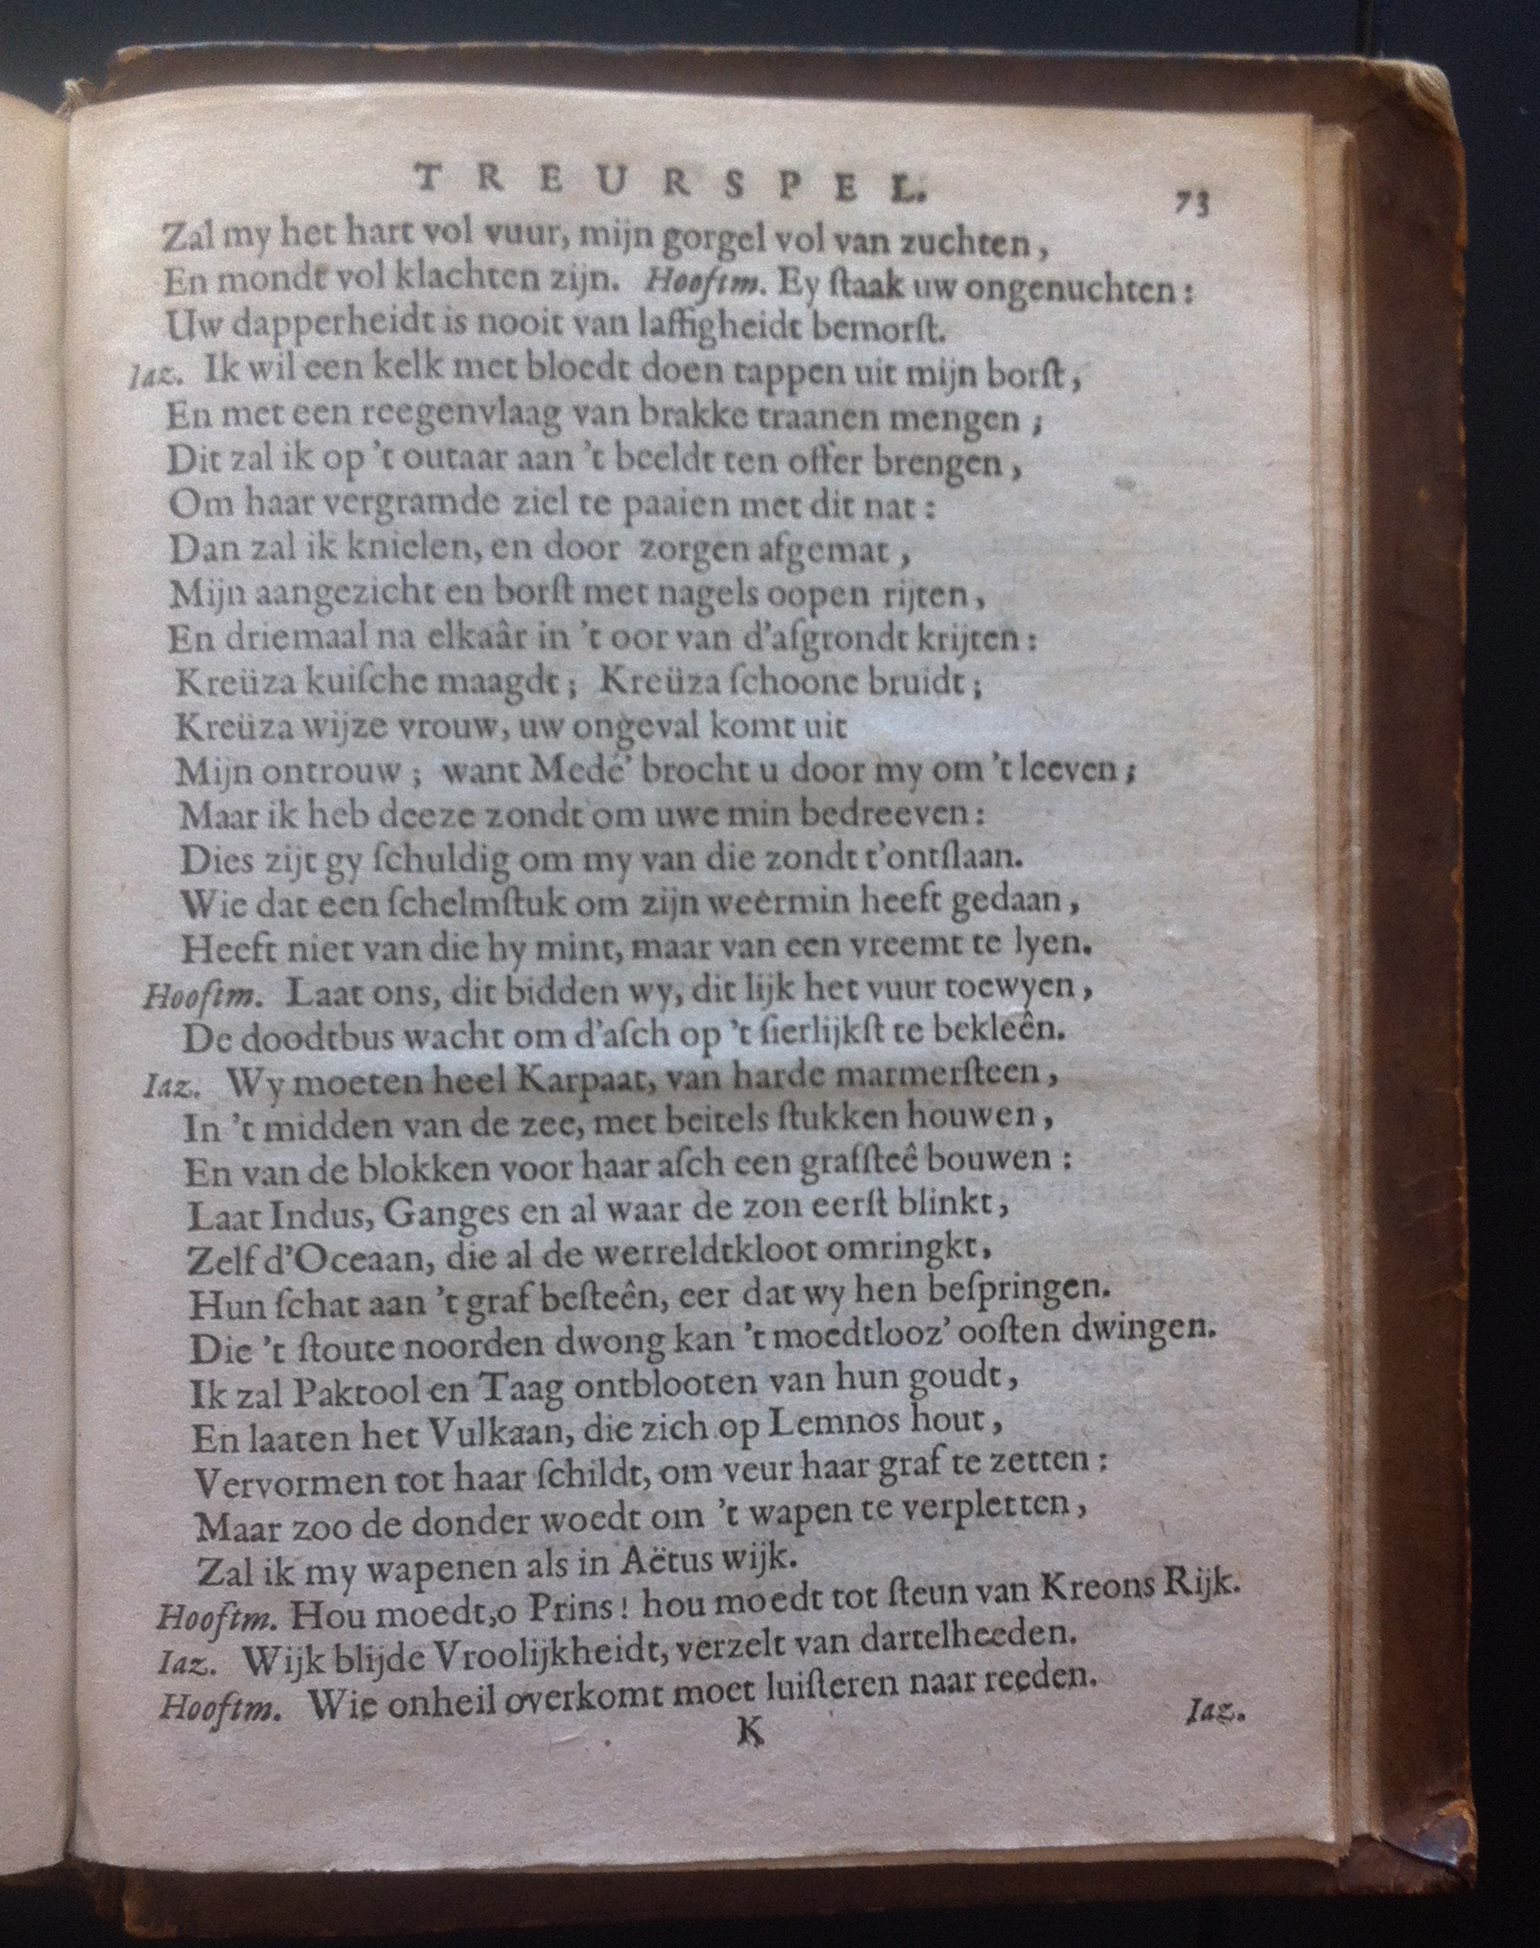 TREURSPEL. 73
Zal my het hart vol vuur, mijn gorgel vol van zuchten,
En mondt vol klachten zijn. Hooftm. Ey ſtaak uw ongenuchten:
Uw dapperheidt is nooit van laffigheidt bemorſt.
Iaz. Ik wil een kelk met bloedt doen tappen uit mijn borſt,
En met een reegenvlaag van brakke traanen mengen;
Dit zal ik op 't outaar aan 't beeldt ten offer brengen,
Om haar vergramde ziel te paaien met dit nat:
Dan zal ik knielen, en door zorgen afgemat,
Mijn aangezicht en borſt met nagels oopen rijten,
En driemaal na elkaâr in 't oor van d'afgrondt krijten:
Kreüza kuiſche maagdt; Kreüza ſchoone bruidt;
Kreüza wijze vrouw, uw ongeval komt uit
Mijn ontrouw; want Medé' brocht u door my om 't leeven;
Maar ik heb deeze zondt om uwe min bedreeven:
Dies zijt gy ſchuldig om my van die zondt t'ontſlaan.
Wie dat een ſchelmſtuk om zijn weêrmin heeft gedaan,
Heeft niet van die hy mint, maar van een vreemt te lyen.
Hooftm. Laat ons, dit bidden wy, dit lijk het vuur toewyen,
De doodtbus wacht om d'aſch op 't ſierlijkſt te bekleên.
Iaz. Wy moeten heel Karpaat, van harde marmerſteen,
In 't midden van de zee, met beitels ſtukken houwen,
En van de blokken voor haar aſch een grafſteê bouwen:
Laat Indus, Ganges en al waar de zon eerſt blinkt,
Zelf d'Oceaan, die al de werreldtkloot omringkt,
Hun ſchat aan 't graf beſteên, eer dat wy hen beſpringen.
Die 't ſtoute noorden dwong kan 't moedtlooz' ooſten dwingen.
Ik zal Paktool en Taag ontblooten van hun goudt,
En laaten het Vulkaan, die zich op Lemnos hout,
Vervormen tot haar ſchildt, om veur haar graf te zetten:
Maar zoo de donder woedt om 't wapen te verpletten,
Zal ik my wapenen als in Aëtus wijk.
Hooftm. Hou moedt,o Prins! hou moedt tot ſteun van Kreons Rijk.
Iaz. Wijk blijde Vroolijkheidt, verzelt van dartelheeden.
Hooftm. Wie onheil overkomt moet luiſteren naar reeden.
K Iaz.